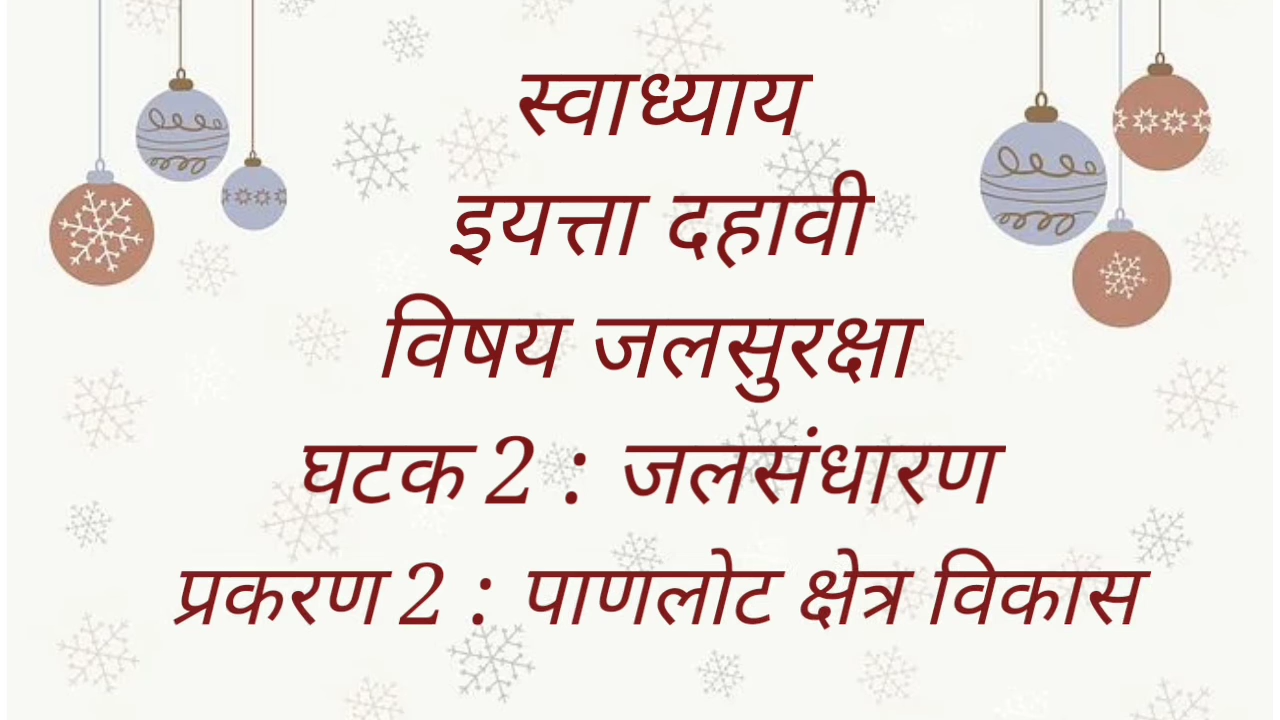 स्वाध्याय
इयत्ता दहावी
विषय जलसुरक्षा
घटक 2 : जलसंधारण
प्रकरण 2 : पाणलोट क्षेत्र विकास